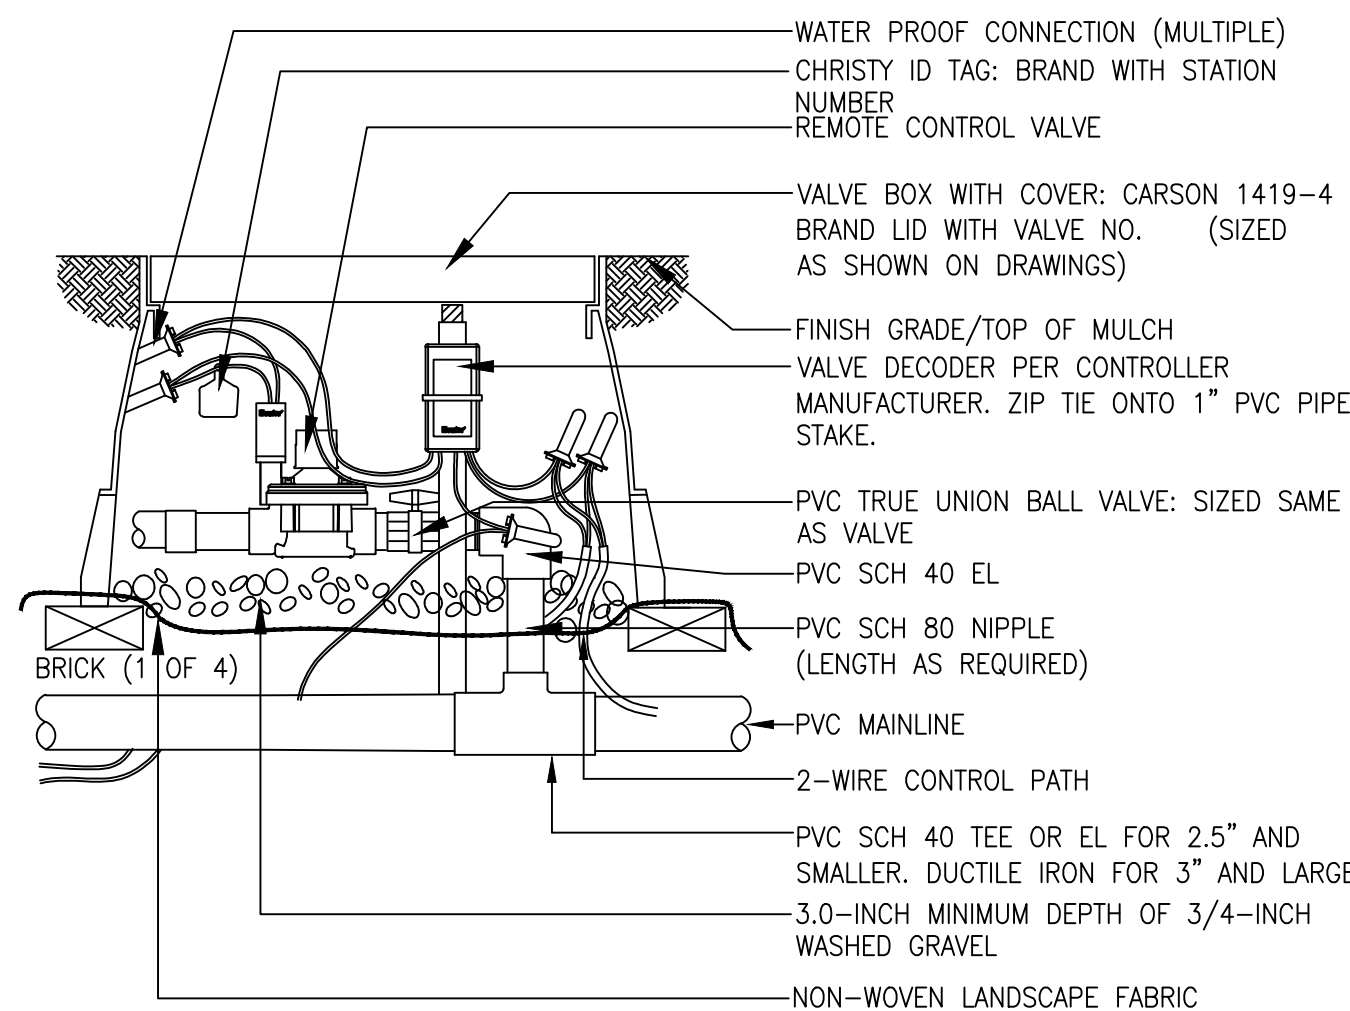 WATER PROOF CONNECTION (MULTIPLE)
CHRISTY ID TAG: BRAND WITH STATION
NUMBER
REMOTE CONTROL VALVE
VALVE BOX WITH COVER: CARSON 1419-4
BRAND LID WITH VALVE NO. (SIZED
AS SHOWN ON DRAWINGS)
FINISH GRADE/TOP OF MULCH
VALVE DECODER PER CONTROLLER
MANUFACTURER. ZIP TIE ONTO 1" PVC PIPE
STAKE.
PVC TRUE UNION BALL VALVE: SIZED SAME
AS VALVE
PVC SCH 40 EL
PVC SCH 80 NIPPLE
(LENGTH AS REQUIRED)
BRICK (1 OF 4)
PVC MAINLINE
2-WIRE CONTROL PATH
PVC SCH 40 TEE OR EL FOR 2.5" AND
SMALLER. DUCTILE IRON FOR 3" AND LARGE
3.0-INCH MINIMUM DEPTH OF 3/4-INCH
WASHED GRAVEL
NON-WOVEN LANDSCAPE FABRIC